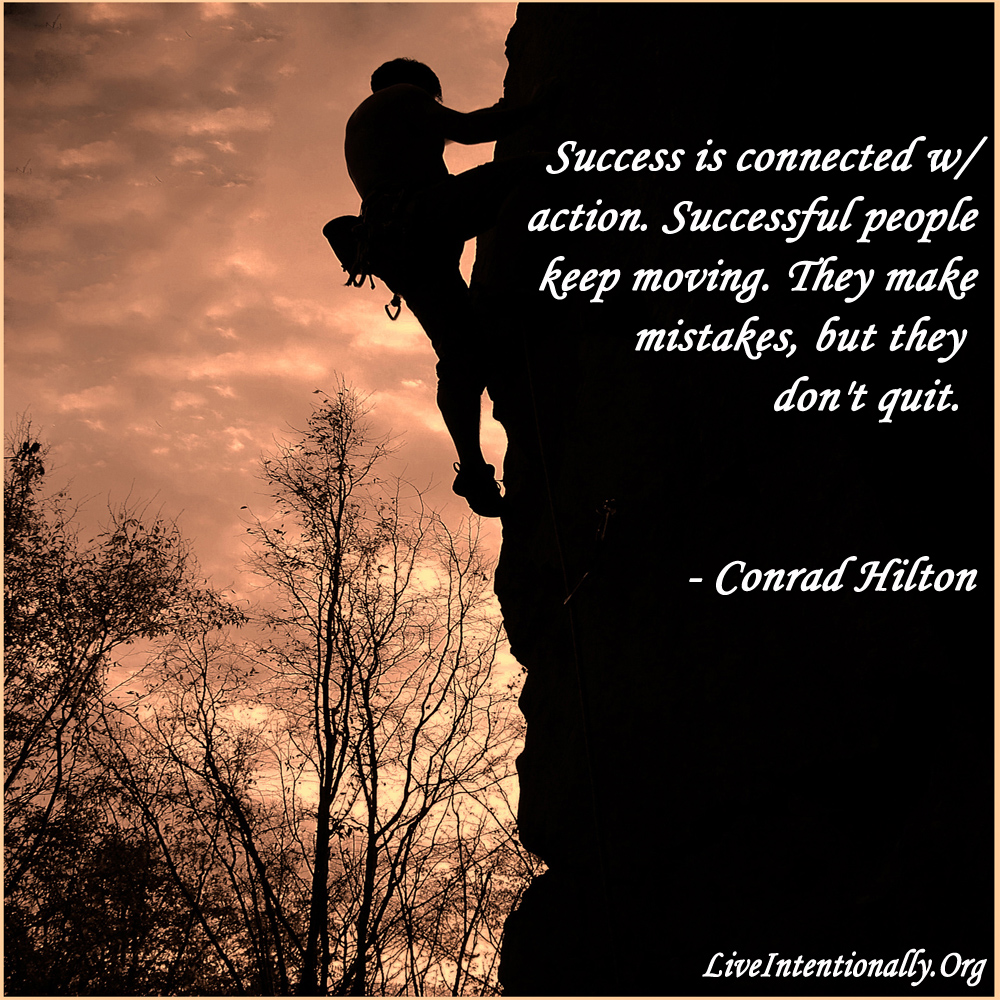 Success is connected w/
action. Successful people
keep moving. They make
mistakes, but they
don't quit.
- Conrad Hilton
LiveIntentionally.Org